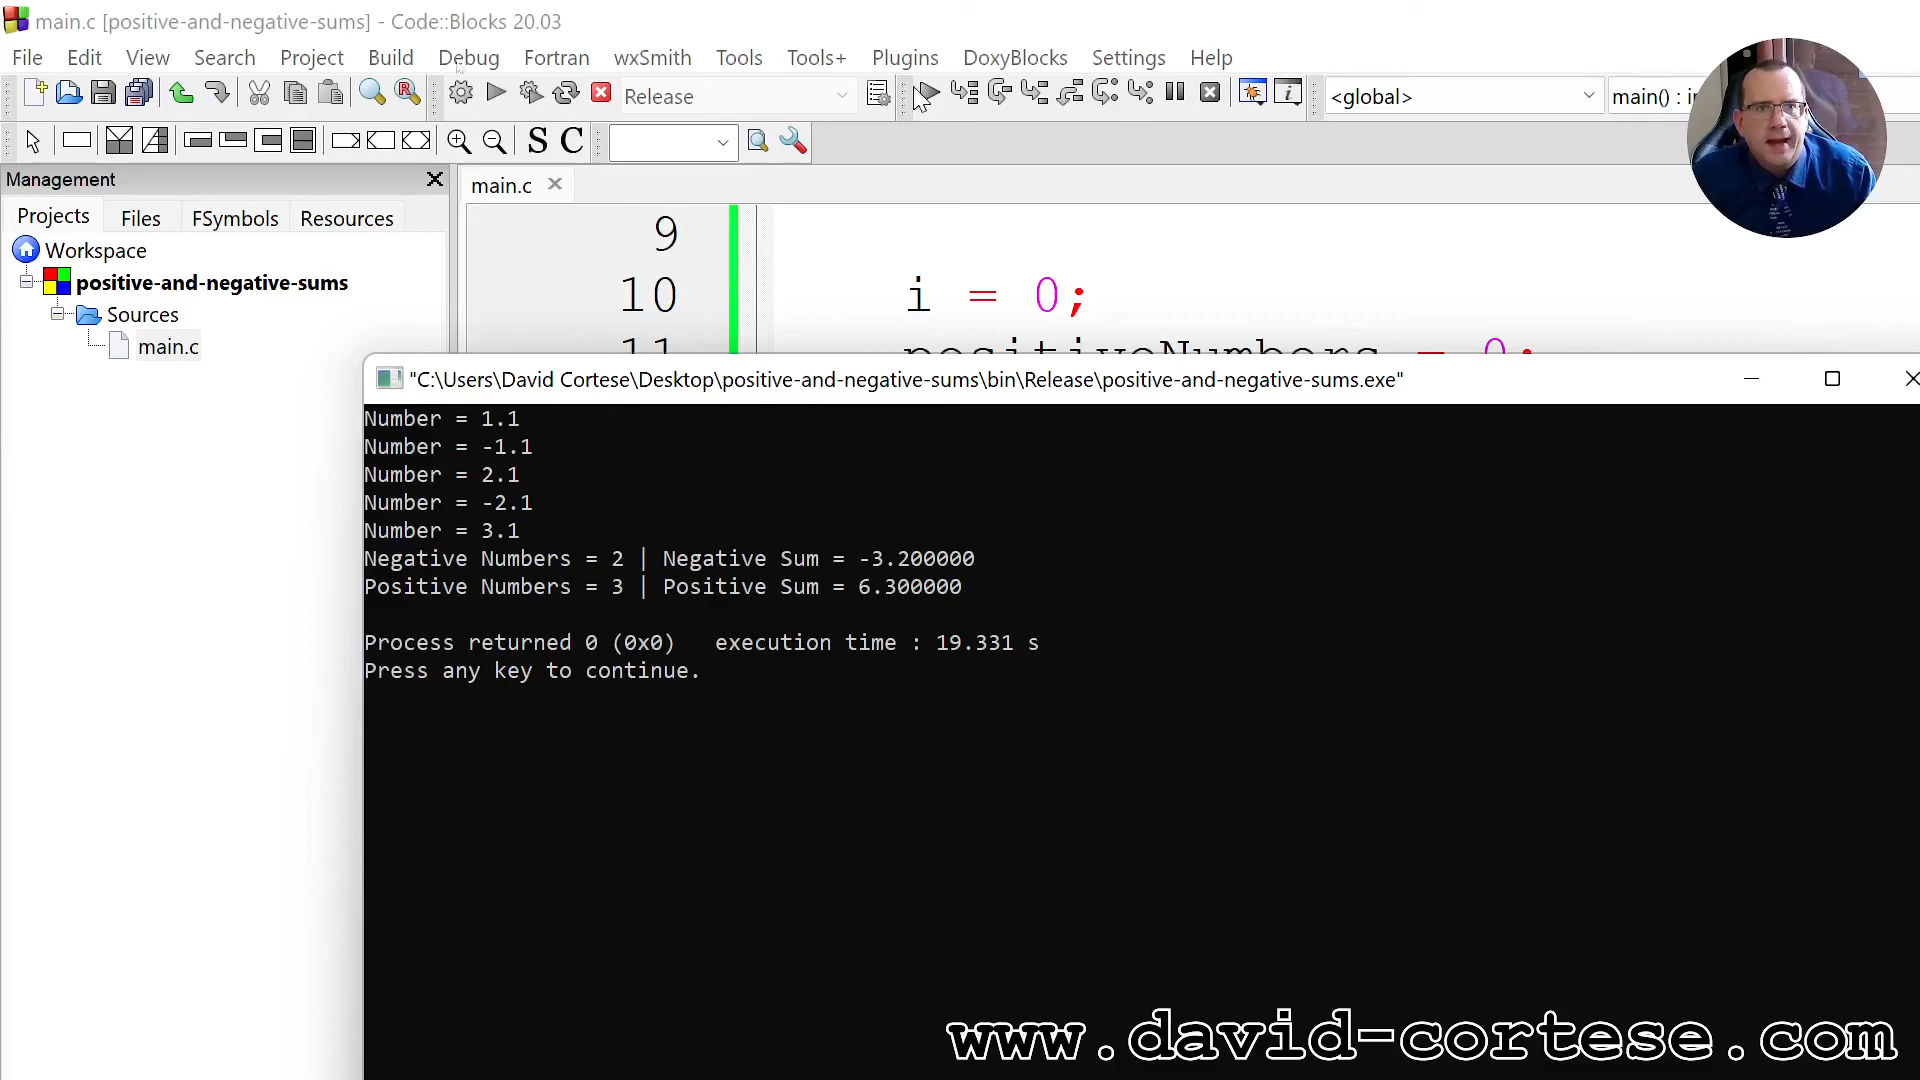 main.c [positive-and-negative-sums] - Code::Blocks 20.03
File Edit View Search Project Build Debug Fortran wxSmith Tools Tools+ Plugins DoxyBlocks Settings Help
Release
<global>
main() :
S C
Management
main.c
Projects Files FSymbols Resources
Workspace
positive-and-negative-sums
Sources
main.c
9
10 i = 0;
11 positiveNumbers = 0;
"C:\Users\David Cortese\Desktop\positive-and-negative-sums\bin\Release\positive-and-negative-sums.exe"
Number = 1.1
Number = -1.1
Number = 2.1
Number = -2.1
Number = 3.1
Negative Numbers = 2 | Negative Sum = -3.200000
Positive Numbers = 3 | Positive Sum = 6.300000
Process returned 0 (0x0)   execution time : 19.331 s
Press any key to continue.
www.david-cortese.com